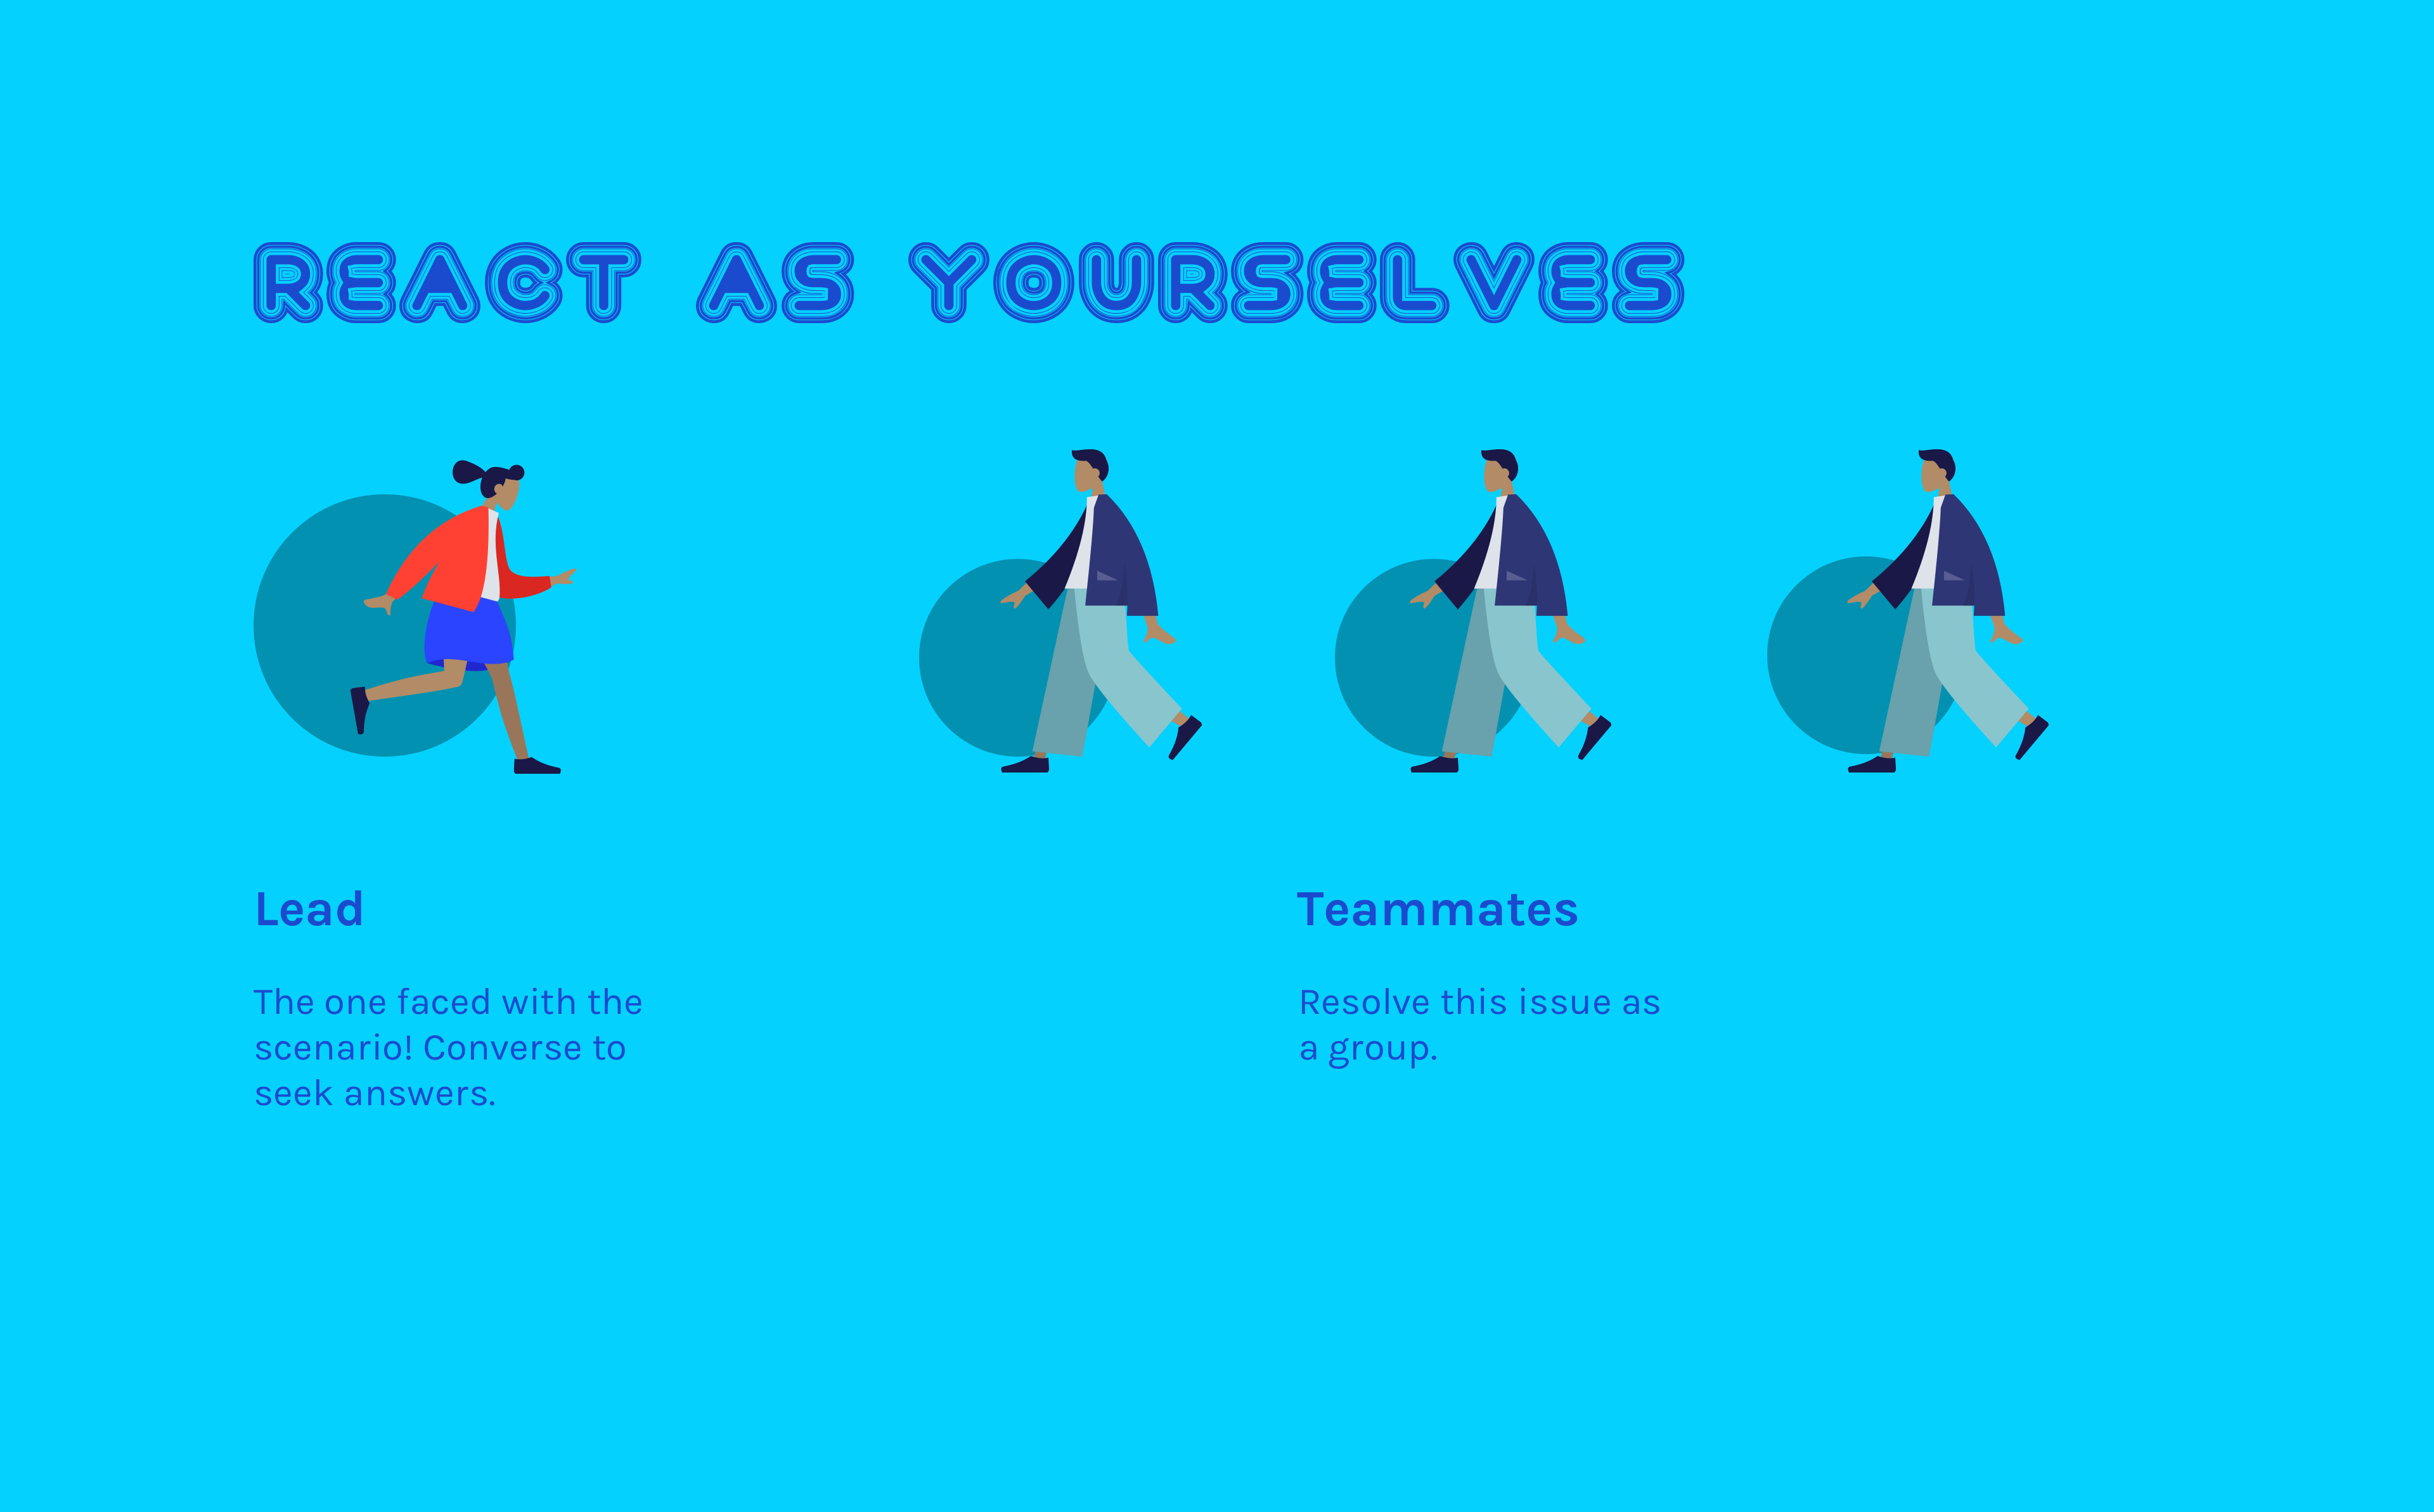 REACT AS YOURSELVES
Lead
The one faced with the
scenario! Converse to
seek answers.
Teammates
Resolve this issue as
a group.